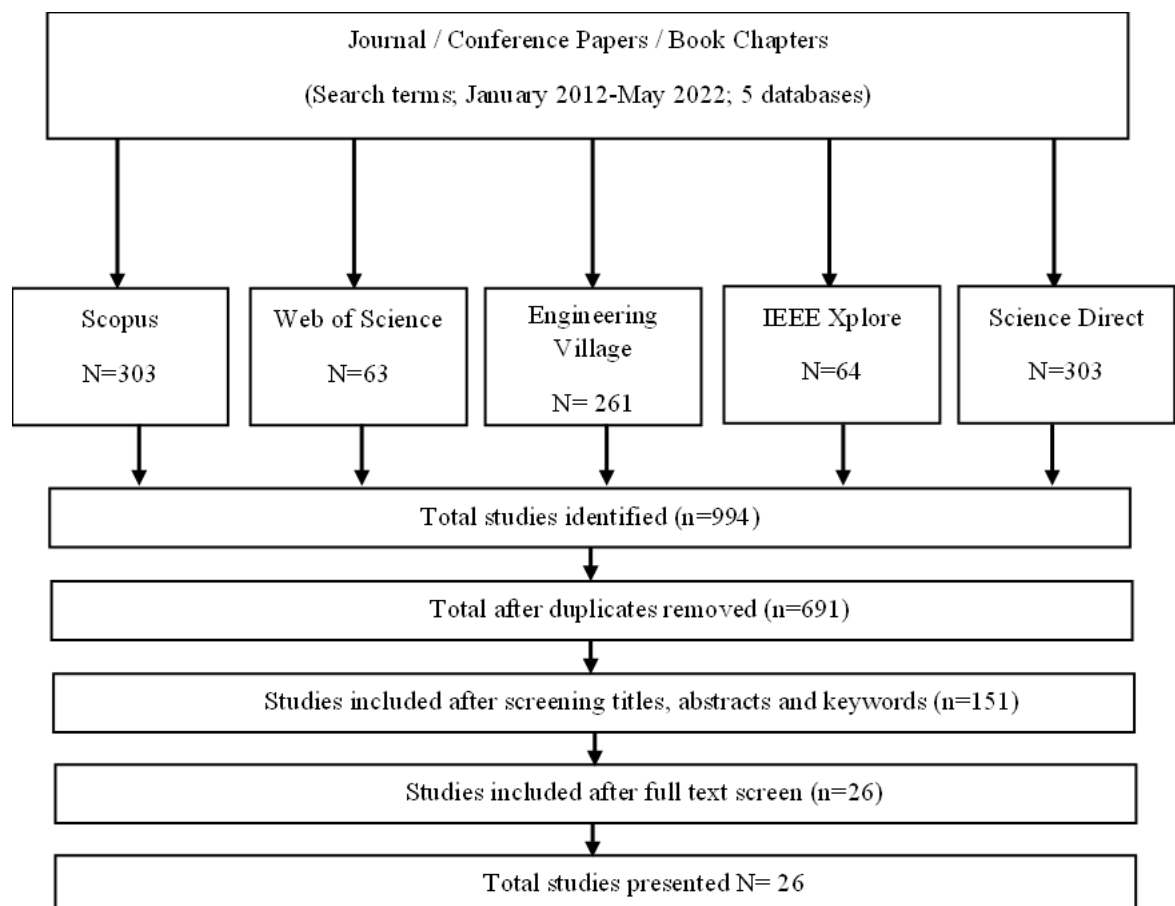 Journal / Conference Papers / Book Chapters
(Search terms; January 2012-May 2022; 5 databases)
Scopus
N=303
Web of Science
N=63
Engineering
Village
N= 261
IEEE Xplore
N=64
Science Direct
N=303
Total studies identified (n=994)
Total after duplicates removed (n=691)
Studies included after screening titles, abstracts and keywords (n=151)
Studies included after full text screen (n=26)
Total studies presented N= 26